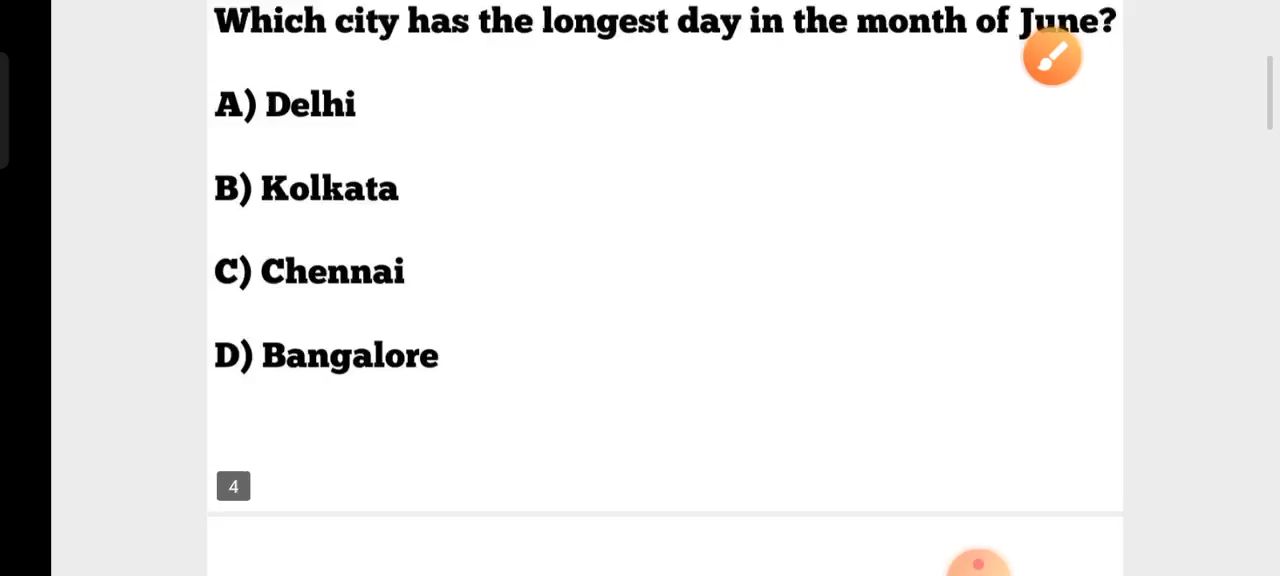 Which city has the longest day in the month of June?
A) Delhi
B) Kolkata
C) Chennai
D) Bangalore
4